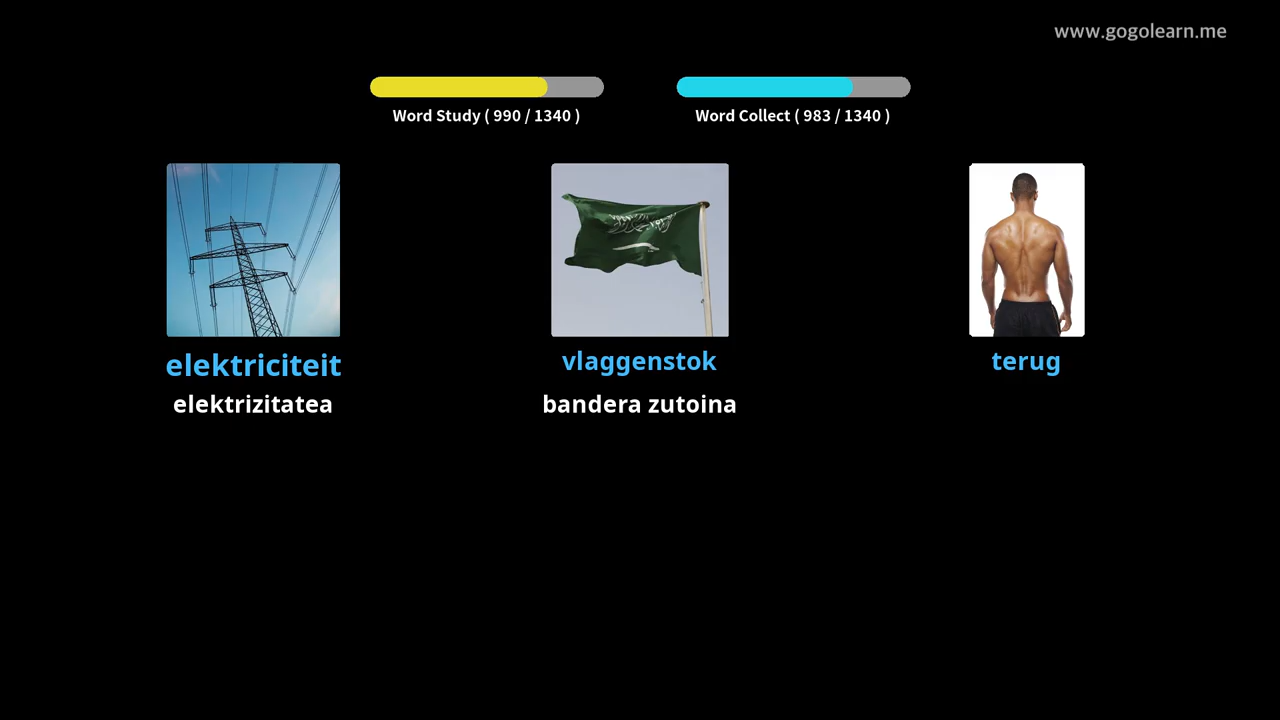 www.gogolearn.me
Word Study ( 990 / 1340 )
Word Collect ( 983 / 1340 )
elektriciteit
vlaggenstok
terug
elektrizitatea
bandera zutoina